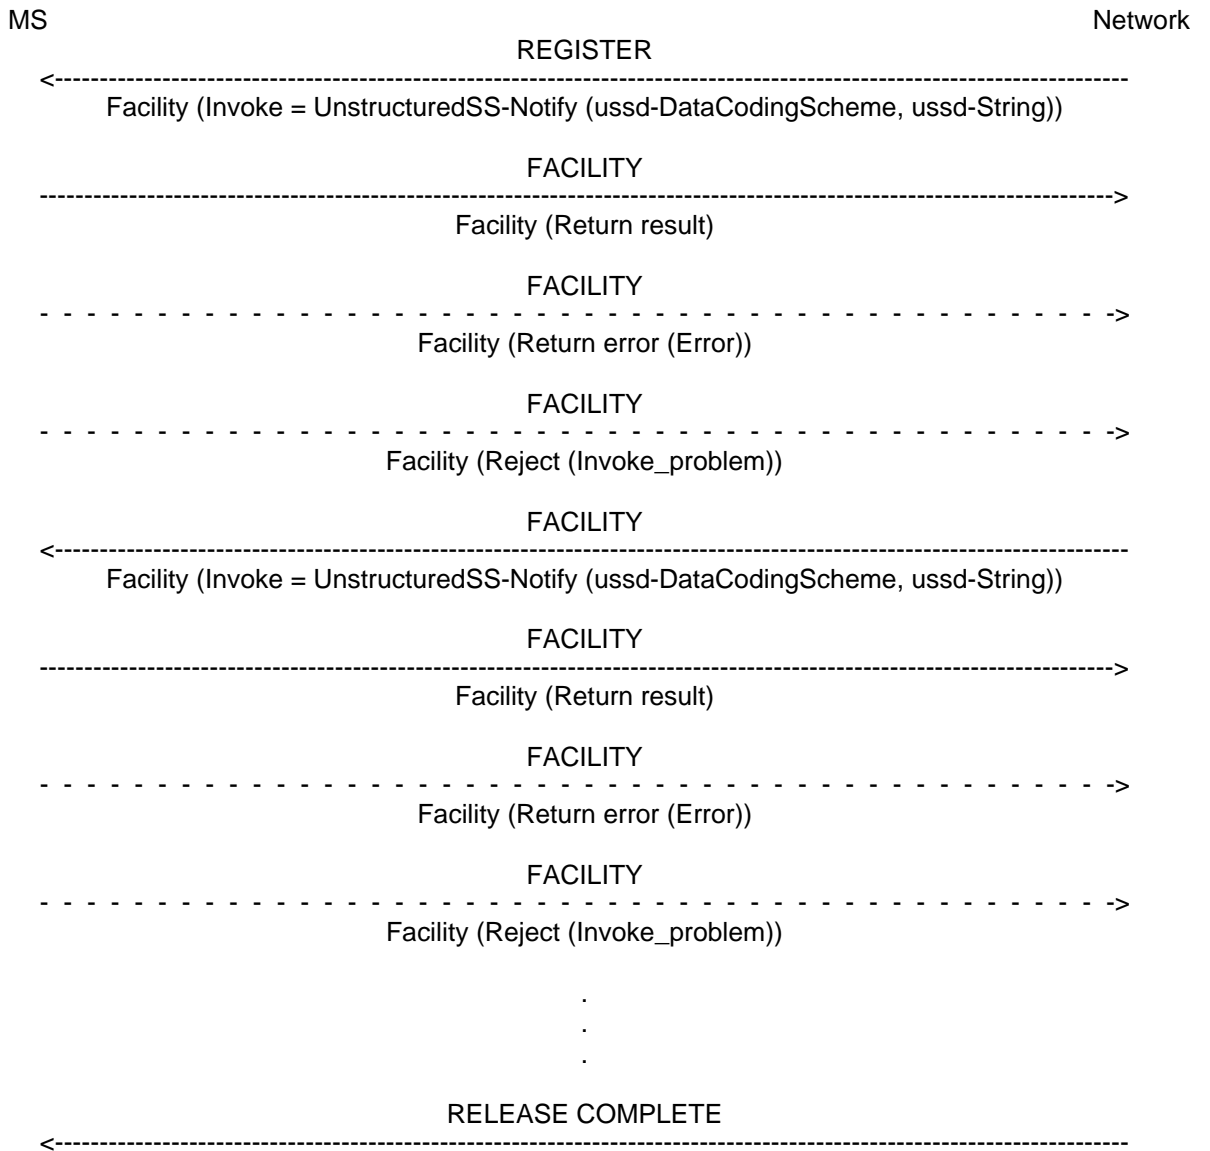 MS Network
REGISTER
<------------------------------------------------------------------------------------------------------------------------
Facility (Invoke = UnstructuredSS-Notify (ussd-DataCodingScheme, ussd-String))
FACILITY
------------------------------------------------------------------------------------------------------------------------>
Facility (Return result)
FACILITY
- - - - - - - - - - - - - - - - - - - - - - - - - - - - - - - - - - - - - - - - - - - - - ->
Facility (Return error (Error))
FACILITY
- - - - - - - - - - - - - - - - - - - - - - - - - - - - - - - - - - - - - - - - - - - - - ->
Facility (Reject (Invoke_problem))
FACILITY
<------------------------------------------------------------------------------------------------------------------------
Facility (Invoke = UnstructuredSS-Notify (ussd-DataCodingScheme, ussd-String))
FACILITY
------------------------------------------------------------------------------------------------------------------------>
Facility (Return result)
FACILITY
- - - - - - - - - - - - - - - - - - - - - - - - - - - - - - - - - - - - - - - - - - - - - ->
Facility (Return error (Error))
FACILITY
- - - - - - - - - - - - - - - - - - - - - - - - - - - - - - - - - - - - - - - - - - - - - ->
Facility (Reject (Invoke_problem))
.
.
.
RELEASE COMPLETE
<------------------------------------------------------------------------------------------------------------------------